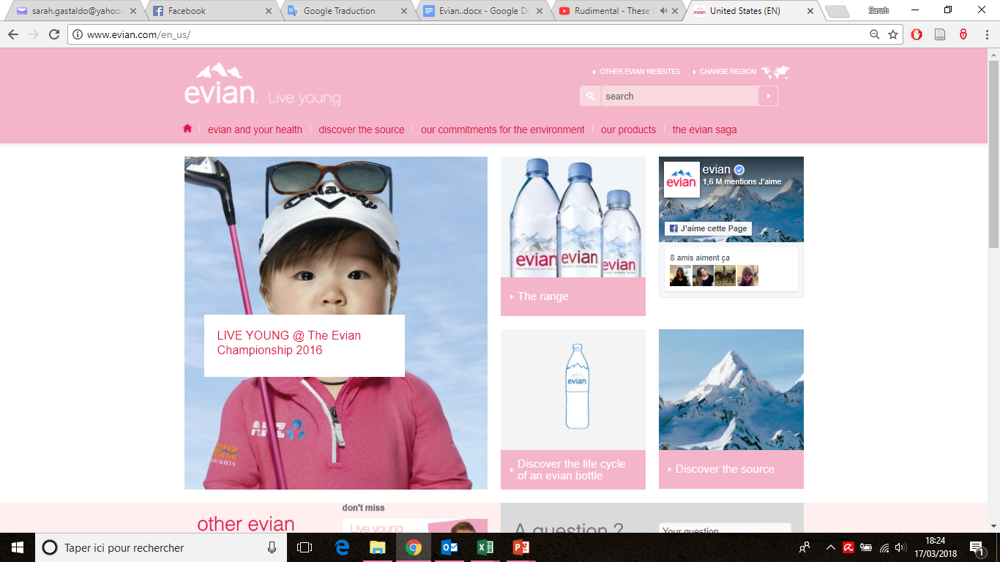 sarah.gastaldo@yahoo.
Facebook
Google Traduction
Evian..docx - Google Do
Rudimental - These
United States (EN)
Sarah
www.evian.com/en_us/
evian. Live young
OTHER EVIAN WEBSITES
CHANGE REGION
search
evian and your health
discover the source
our commitments for the environment
our products
the evian saga
LIVE YOUNG @ The Evian
Championship 2016
evian
evian
evian
The range
evian
evian
1,6 M mentions J'aime
J'aime cette Page
8 amis aiment ça
evian
Discover the life cycle
of an evian bottle
Discover the source
ANZ
don't miss
other evian
Live young
A question ?
Your question
Taper ici pour rechercher
18:24
17/03/2018
1